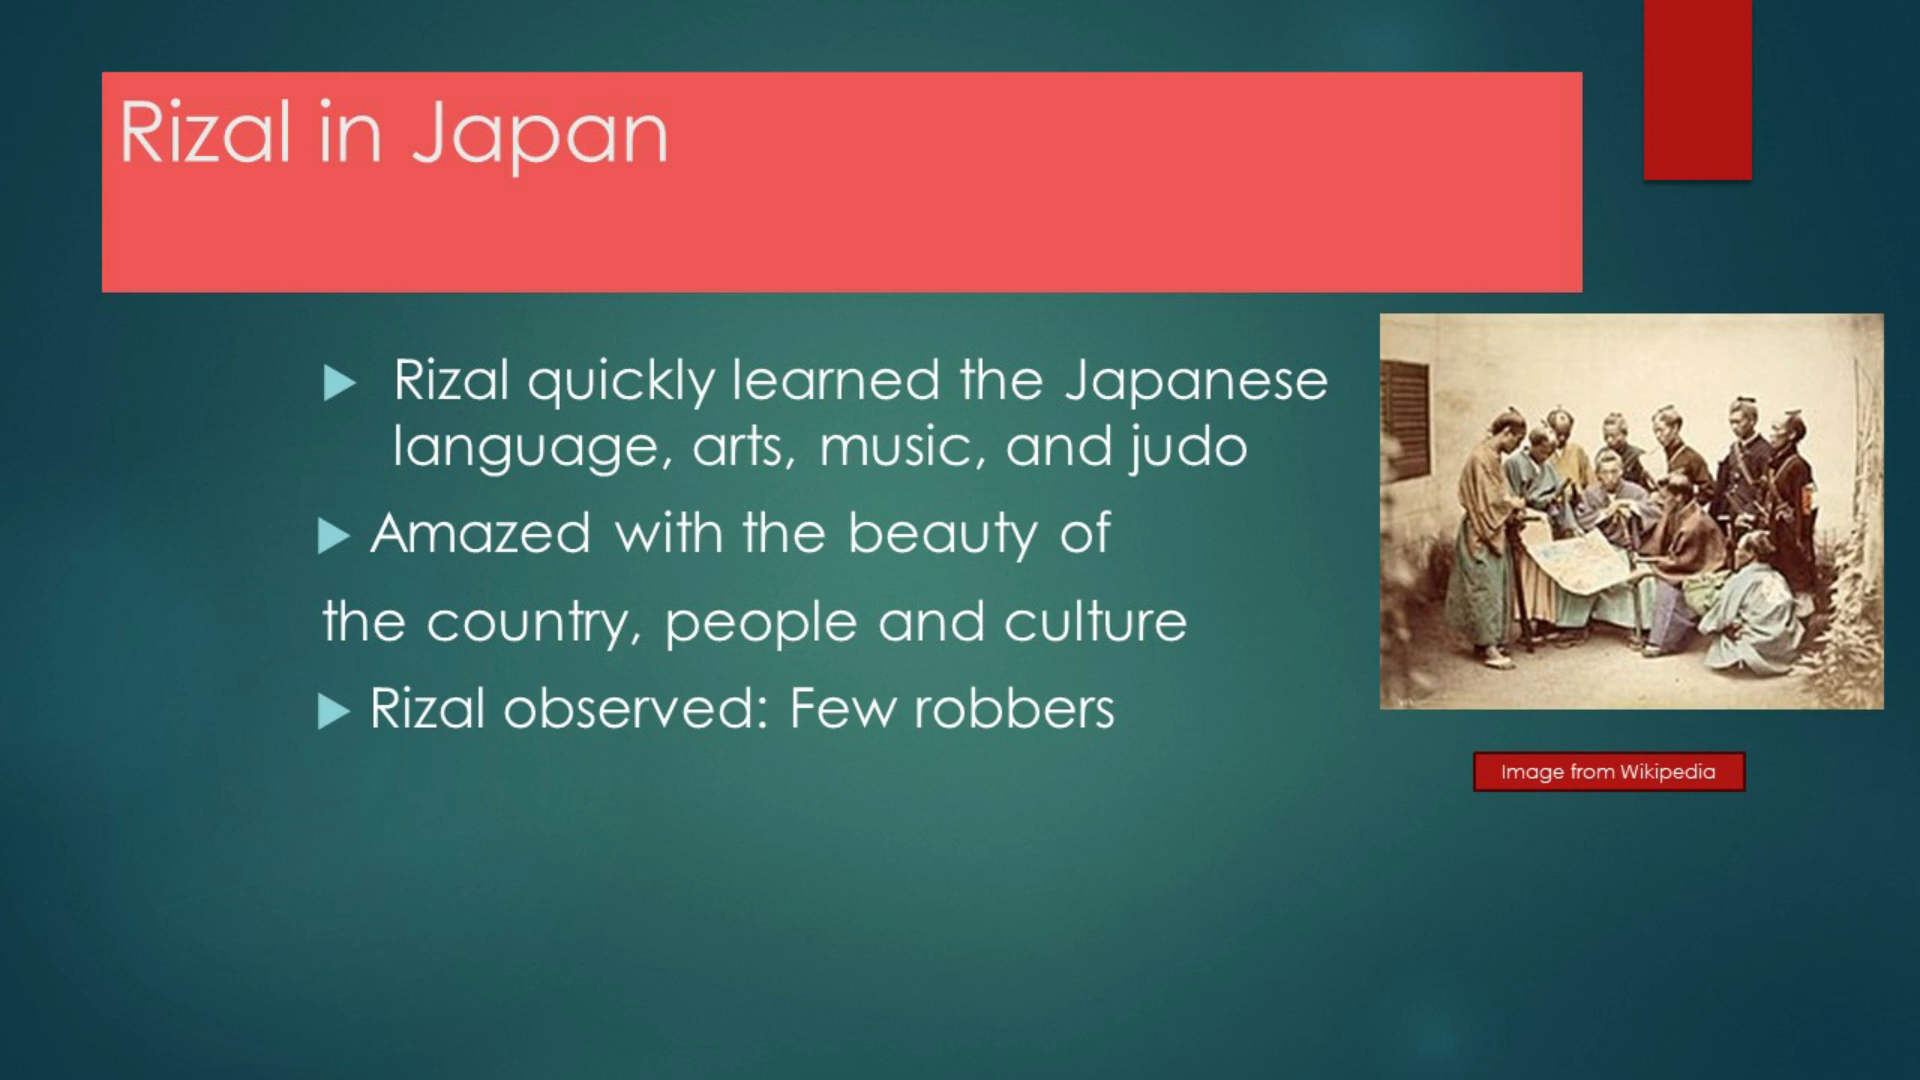 Rizal in Japan
Rizal quickly learned the Japanese
language, arts, music, and judo
Amazed with the beauty of
the country, people and culture
Rizal observed: Few robbers
Image from Wikipedia